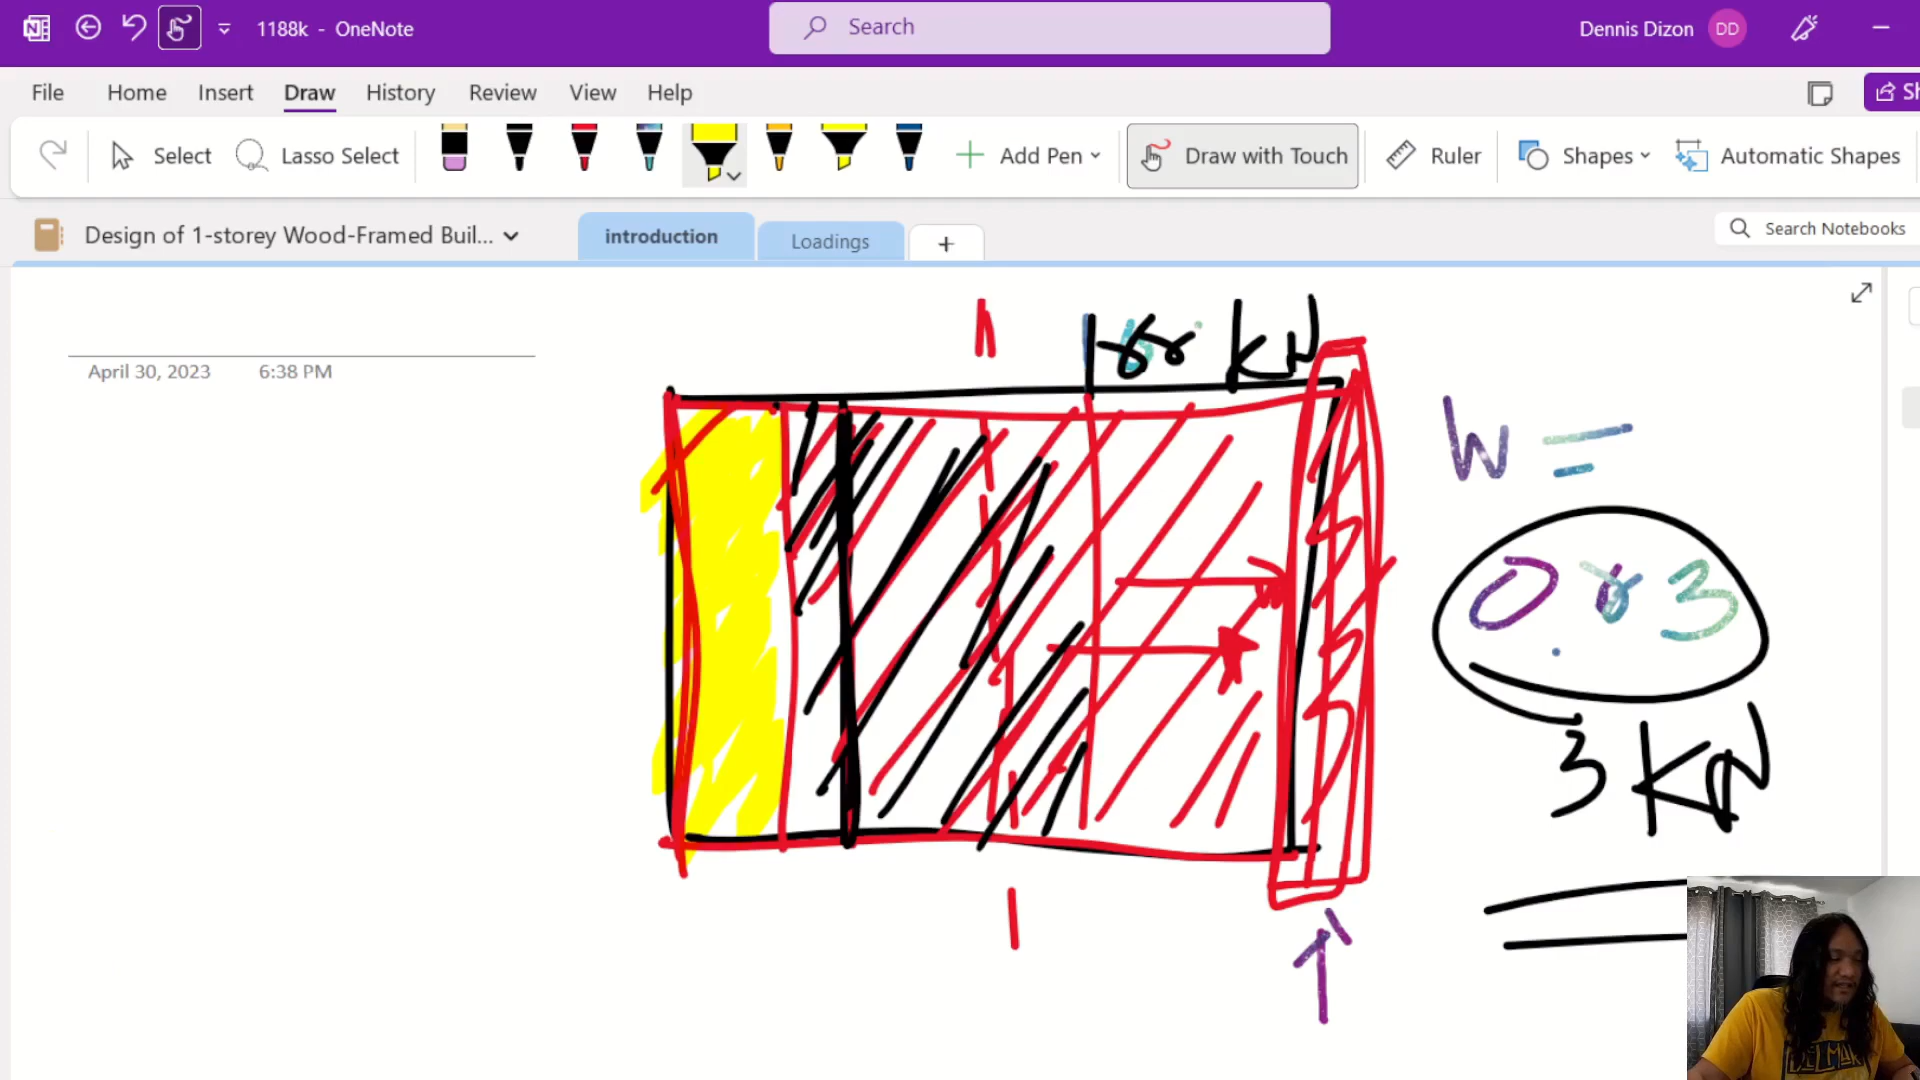 1188k - OneNote
Search
Dennis Dizon
DD
File
Home
Insert
Draw
History
Review
View
Help
Sh
Select
Lasso Select
Add Pen
Draw with Touch
Ruler
Shapes
Automatic Shapes
Design of 1-storey Wood-Framed Buil...
introduction
Loadings
+
Search Notebooks
April 30, 2023
6:38 PM
188 kN
W =
3 KN